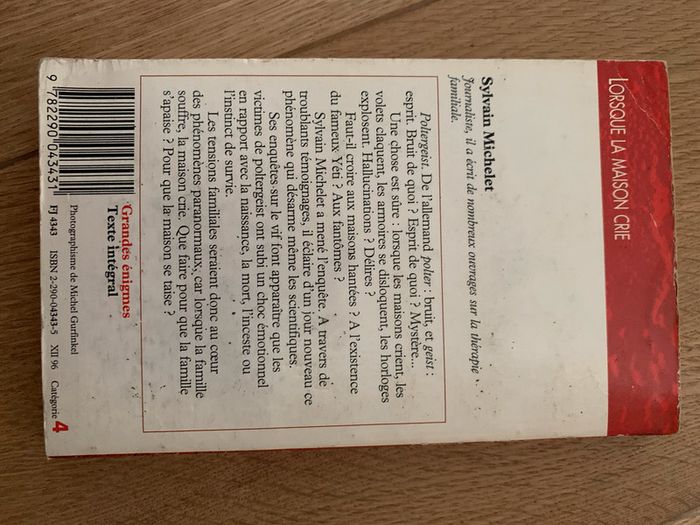 LORSQUE LA MAISON CRIE
Sylvain Michelet
Journaliste, il a écrit de nombreux ouvrages sur la thérapie
familiale.
Poltergeist. De l'allemand polter : bruit, et geist :
esprit. Bruit de quoi ? Esprit de quoi ? Mystère...
Une chose est sûre : lorsque les maisons crient, les
volets claquent, les armoires se disloquent, les horloges
explosent. Hallucinations ? Délires ?
Faut-il croire aux maisons hantées ? A l'existence
du fameux Yéti ? Aux fantômes ?
Sylvain Michelet a mené l'enquête. A travers de
troublants témoignages, il éclaire d'un jour nouveau ce
phénomène qui désarme même les scientifiques.
Ses enquêtes sur le vif font apparaître que les
victimes de poltergeist ont subi un choc émotionnel
en rapport avec la naissance, la mort, l'inceste ou
l'instinct de survie.
Les tensions familiales seraient donc au cœur
des phénomènes paranormaux, car lorsque la famille
souffre, la maison crie. Que faire pour que la famille
s'apaise ? Pour que la maison se taise ?
Grandes énigmes
Texte intégral
9 782290 043431
Photographisme de Michel Gurfinkel
FJ 4343 ISBN 2-290-04343-5 XII 96 Catégorie 4